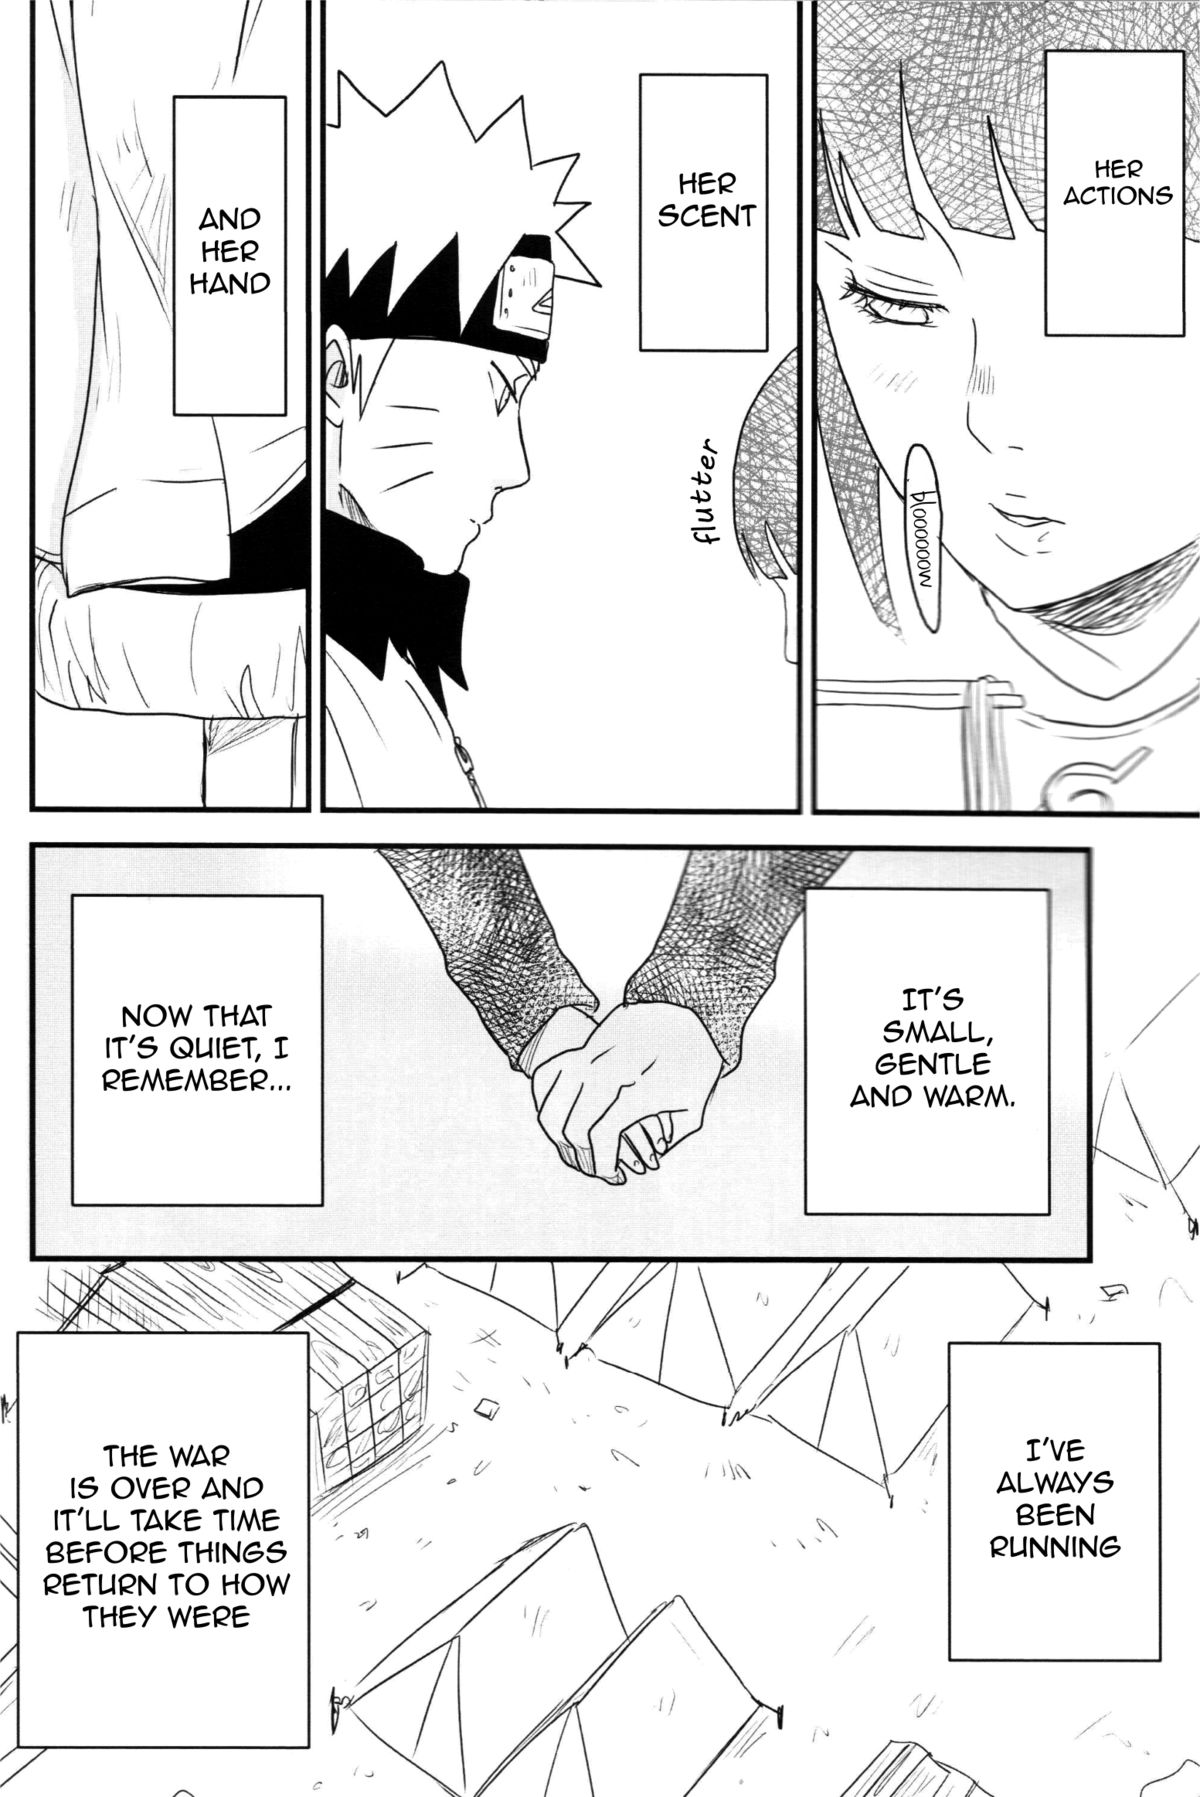 HER
ACTIONS
blooooooow
HER
SCENT
flutter
AND
HER
HAND
IT'S
SMALL,
GENTLE
AND WARM.
NOW THAT
IT'S QUIET, I
REMEMBER...
I'VE
ALWAYS
BEEN
RUNNING
THE WAR
IS OVER AND
IT'LL TAKE TIME
BEFORE THINGS
RETURN TO HOW
THEY WERE